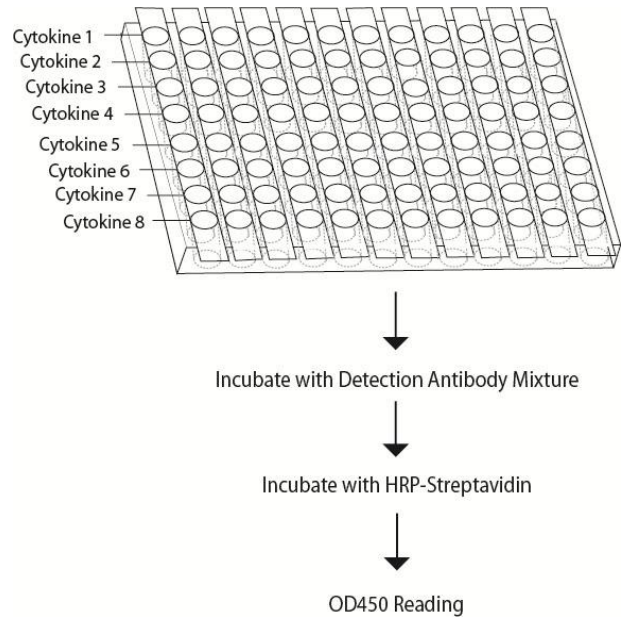 Cytokine 1
Cytokine 2
Cytokine 3
Cytokine 4
Cytokine 5
Cytokine 6
Cytokine 7
Cytokine 8
Incubate with Detection Antibody Mixture
Incubate with HRP-Streptavidin
OD450 Reading